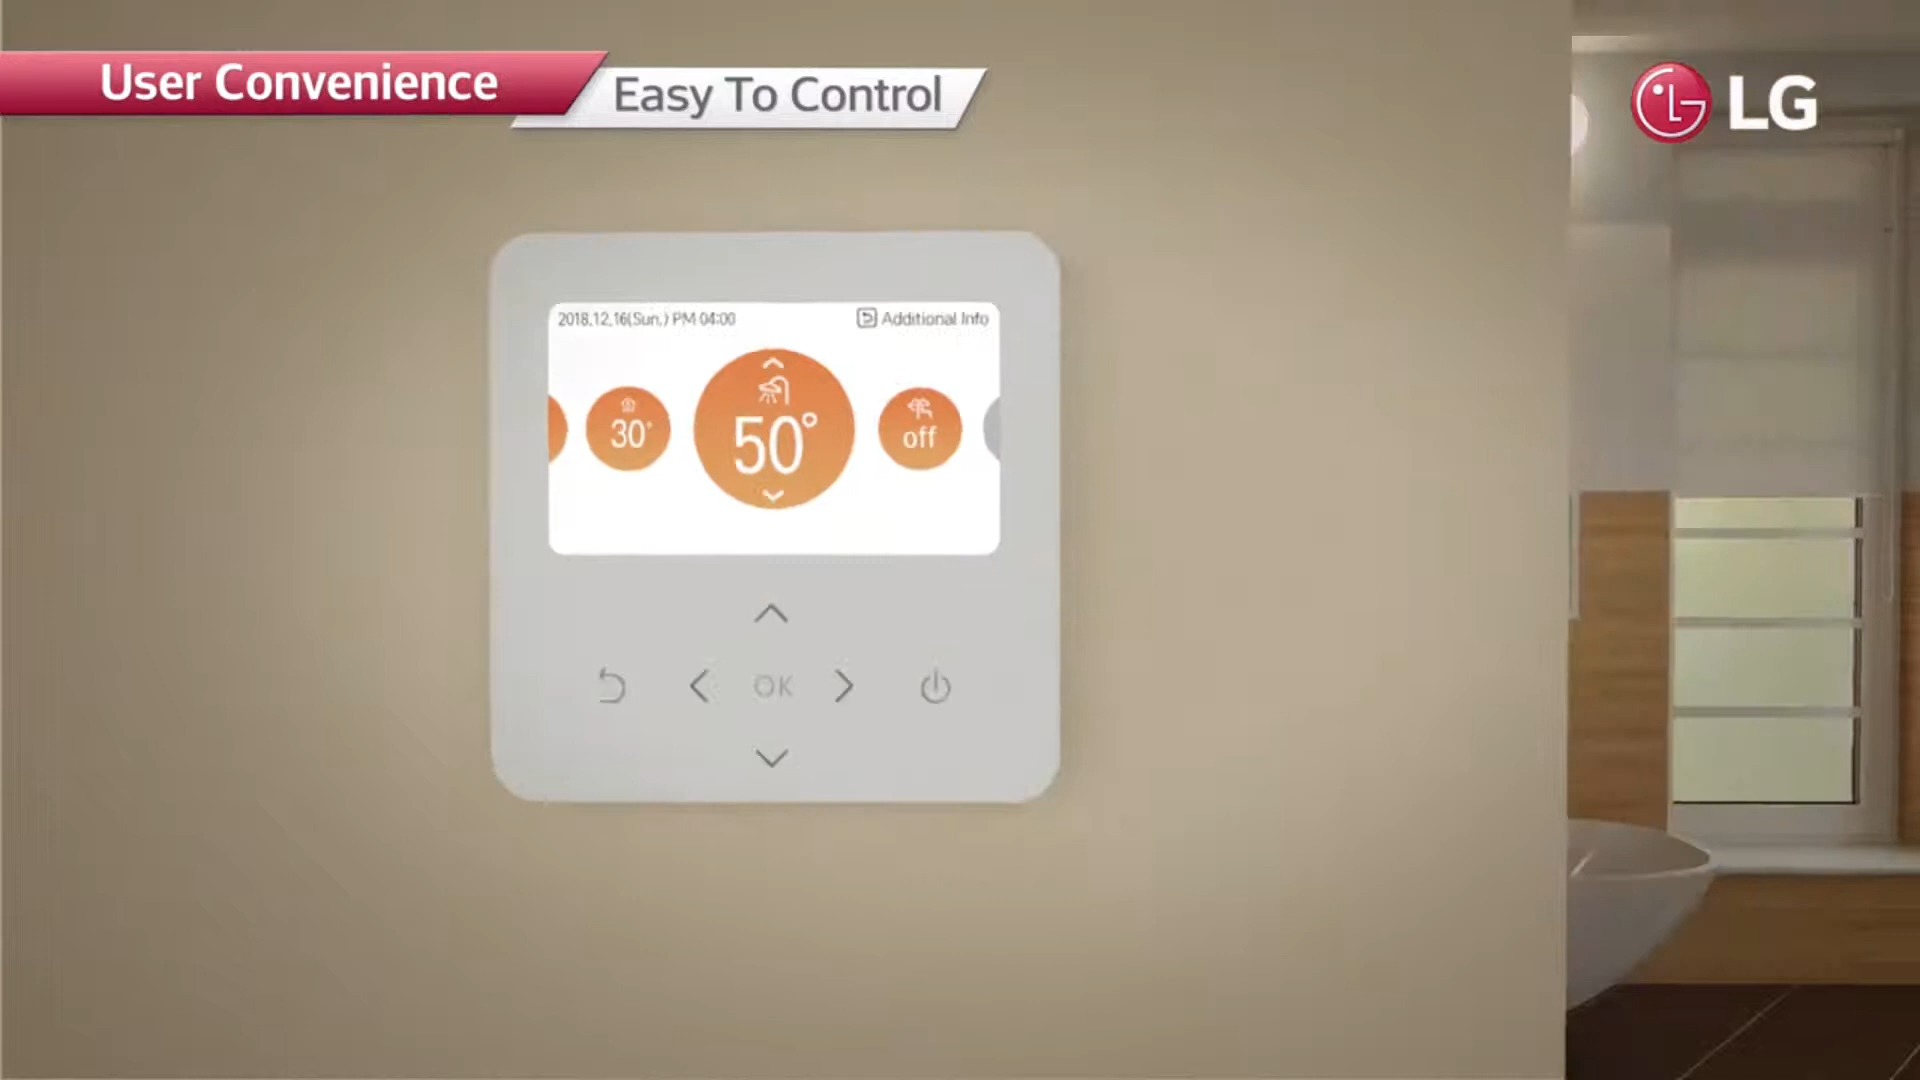 User Convenience
Easy To Control
LG
2018.12.16(Sun.) PM 04:00
Additional Info
30°
50°
off
OK